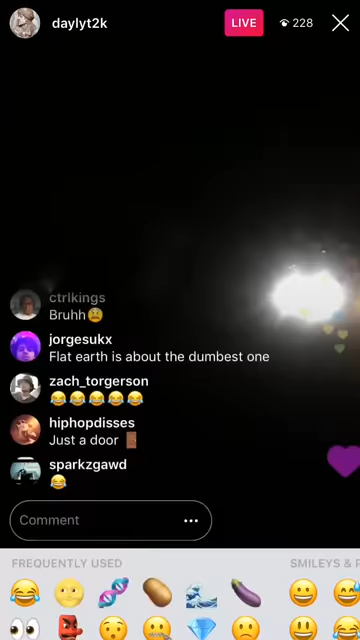 daylyt2k
LIVE
228
ctrlkings
Bruhh😩
jorgesukx
Flat earth is about the dumbest one
zach_torgerson
😂😂😂😂😂
hiphopdisses
Just a door 🚪
sparkzgawd
😂
Comment
FREQUENTLY USED
SMILEYS & P